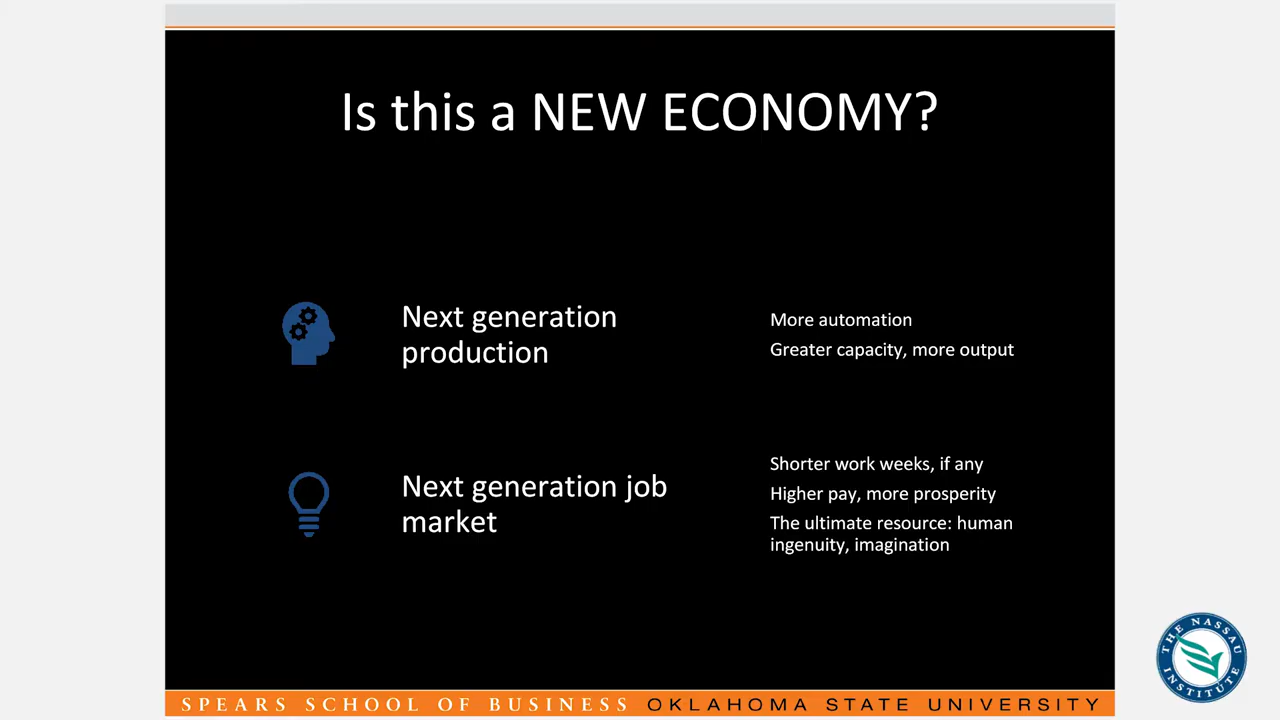 Is this a NEW ECONOMY?
Next generation
production
More automation
Greater capacity, more output
Next generation job
market
Shorter work weeks, if any
Higher pay, more prosperity
The ultimate resource: human
ingenuity, imagination
SPEARS SCHOOL OF BUSINESS OKLAHOMA STATE UNIVERSITY
THE NASSAU
INSTITUTE